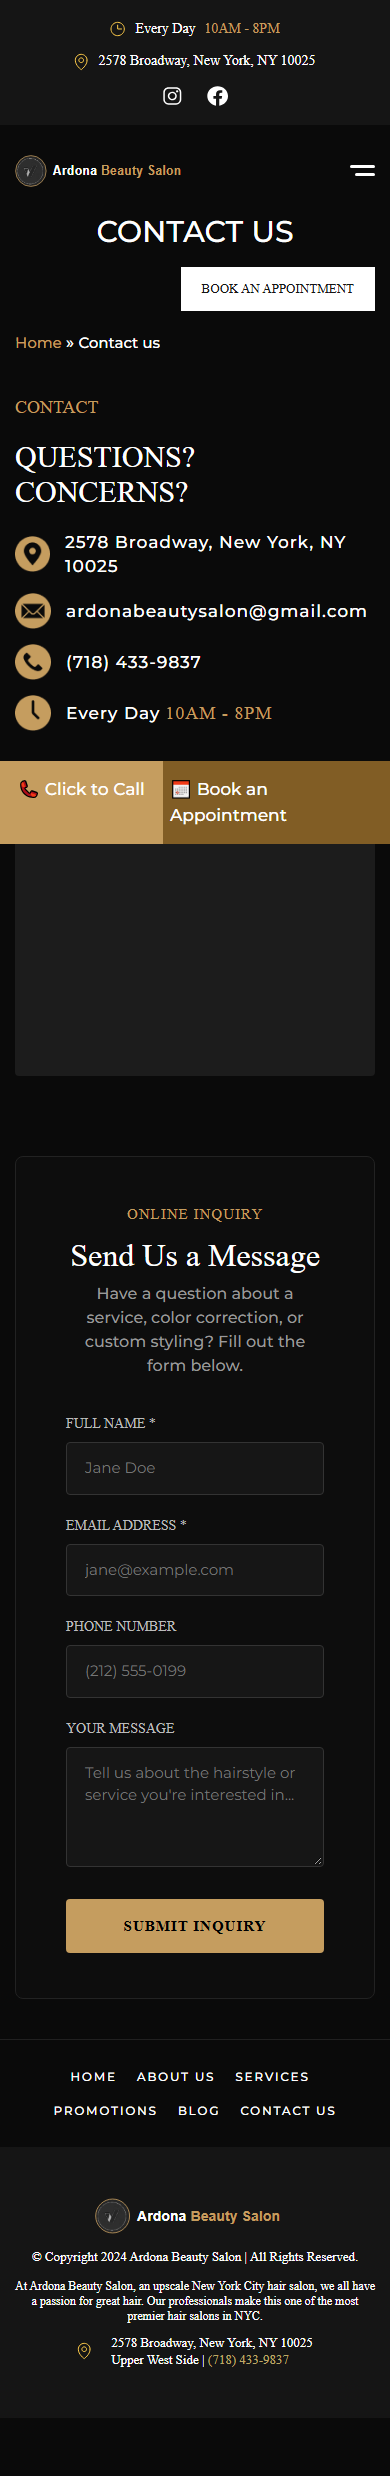 Every Day 10AM - 8PM
2578 Broadway, New York, NY 10025
Ardona Beauty Salon
CONTACT US
BOOK AN APPOINTMENT
Home » Contact us
CONTACT
QUESTIONS?
CONCERNS?
2578 Broadway, New York, NY
10025
ardonabeautysalon@gmail.com
(718) 433-9837
Every Day 10AM - 8PM
Click to Call
Book an
Appointment
ONLINE INQUIRY
Send Us a Message
Have a question about a
service, color correction, or
custom styling? Fill out the
form below.
FULL NAME *
Jane Doe
EMAIL ADDRESS *
jane@example.com
PHONE NUMBER
(212) 555-0199
YOUR MESSAGE
Tell us about the hairstyle or
service you're interested in...
SUBMIT INQUIRY
HOME ABOUT US SERVICES
PROMOTIONS BLOG CONTACT US
Ardona Beauty Salon
© Copyright 2024 Ardona Beauty Salon | All Rights Reserved.
At Ardona Beauty Salon, an upscale New York City hair salon, we all have
a passion for great hair. Our professionals make this one of the most
premier hair salons in NYC.
2578 Broadway, New York, NY 10025
Upper West Side | (718) 433-9837